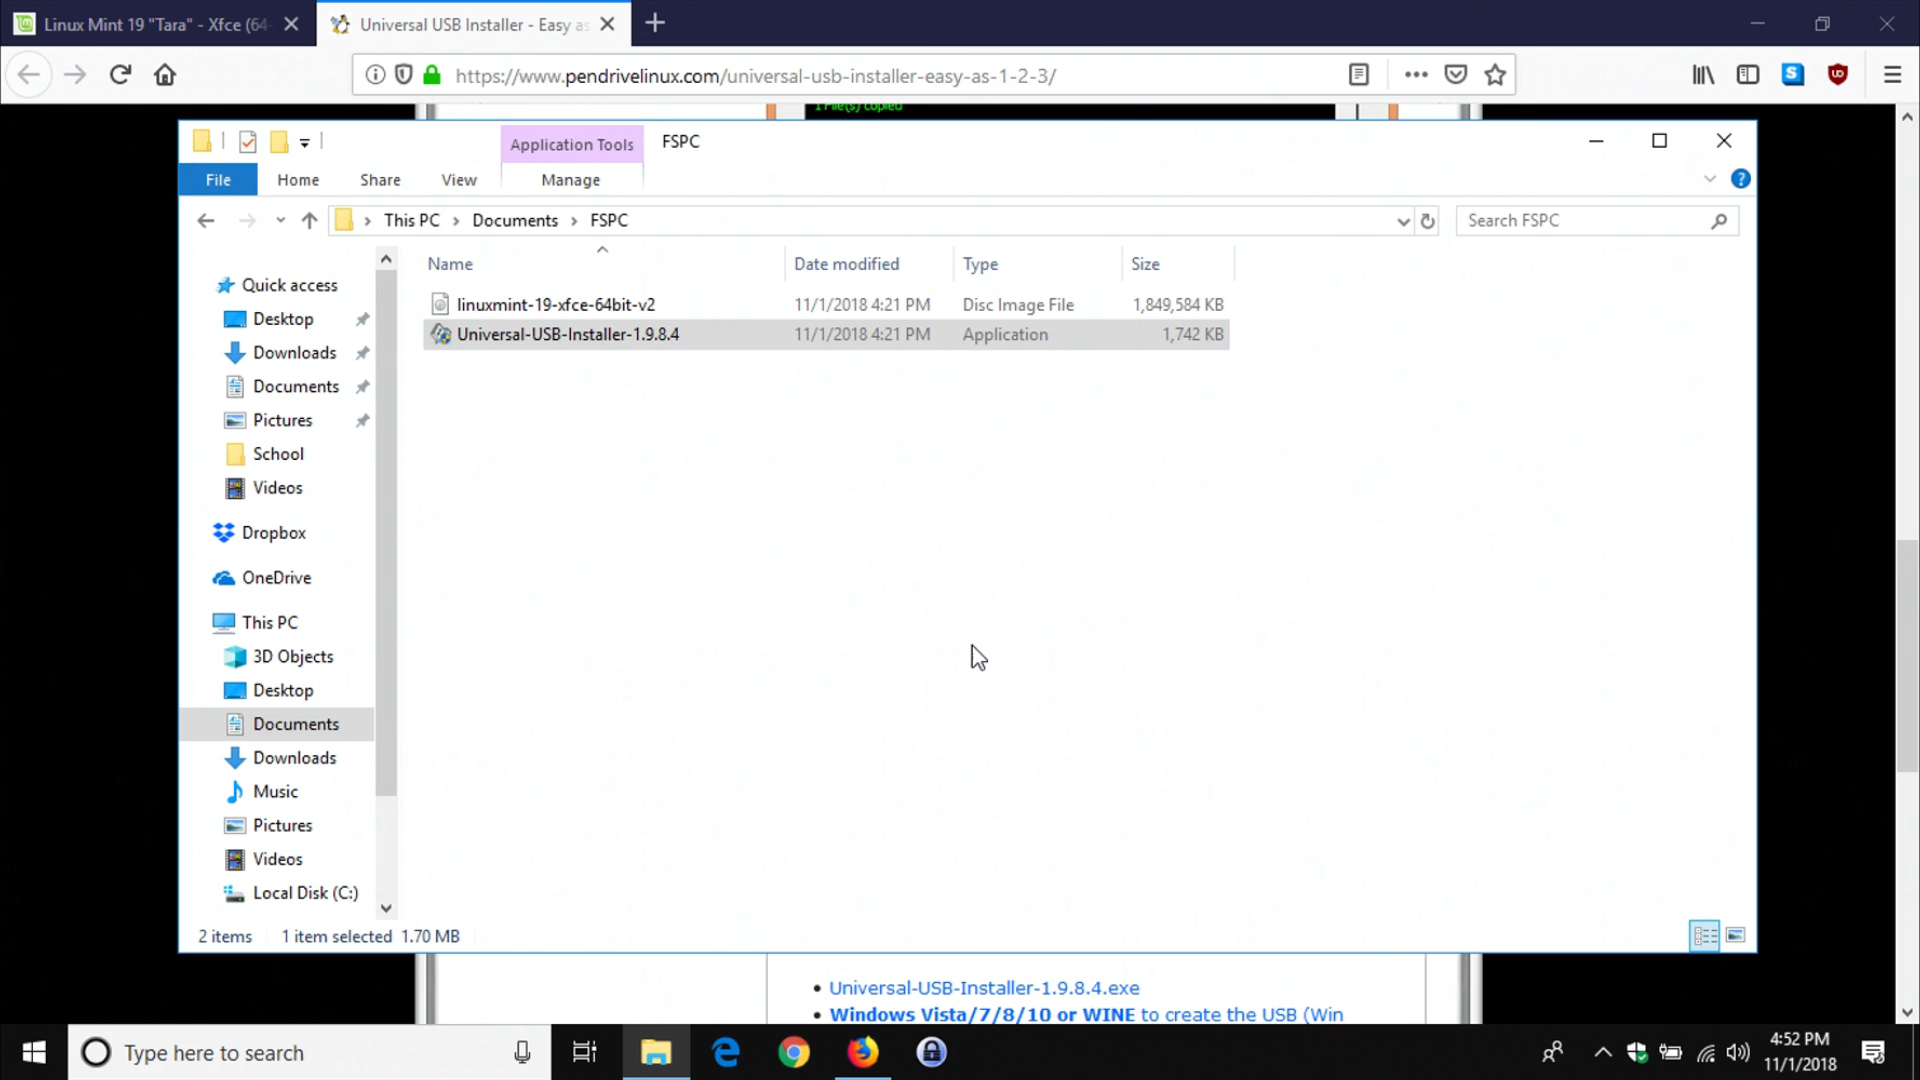 Linux Mint 19 "Tara" - Xfce (64-
Universal USB Installer - Easy as
https://www.pendrivelinux.com/universal-usb-installer-easy-as-1-2-3/
1 File(s) copied
Application Tools
FSPC
File
Home
Share
View
Manage
This PC
Documents
FSPC
Search FSPC
Name
Date modified
Type
Size
linuxmint-19-xfce-64bit-v2
11/1/2018 4:21 PM
Disc Image File
1,849,584 KB
Universal-USB-Installer-1.9.8.4
11/1/2018 4:21 PM
Application
1,742 KB
Quick access
Desktop
Downloads
Documents
Pictures
School
Videos
Dropbox
OneDrive
This PC
3D Objects
Desktop
Documents
Downloads
Music
Pictures
Videos
Local Disk (C:)
2 items
1 item selected 1.70 MB
• Universal-USB-Installer-1.9.8.4.exe
• Windows Vista/7/8/10 or WINE to create the USB (Win
Type here to search
4:52 PM
11/1/2018